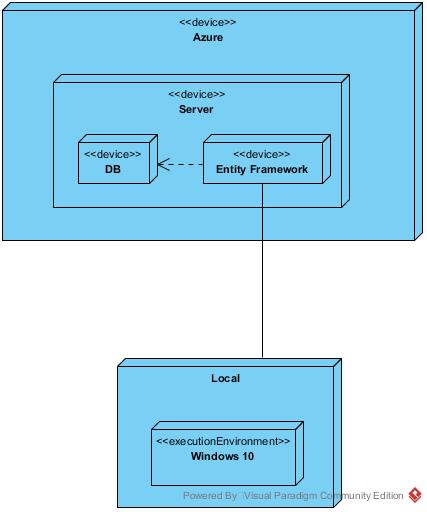 <<device>>
Azure
<<device>>
Server
<<device>>
DB
<<device>>
Entity Framework
Local
<<executionEnvironment>>
Windows 10
Powered By Visual Paradigm Community Edition